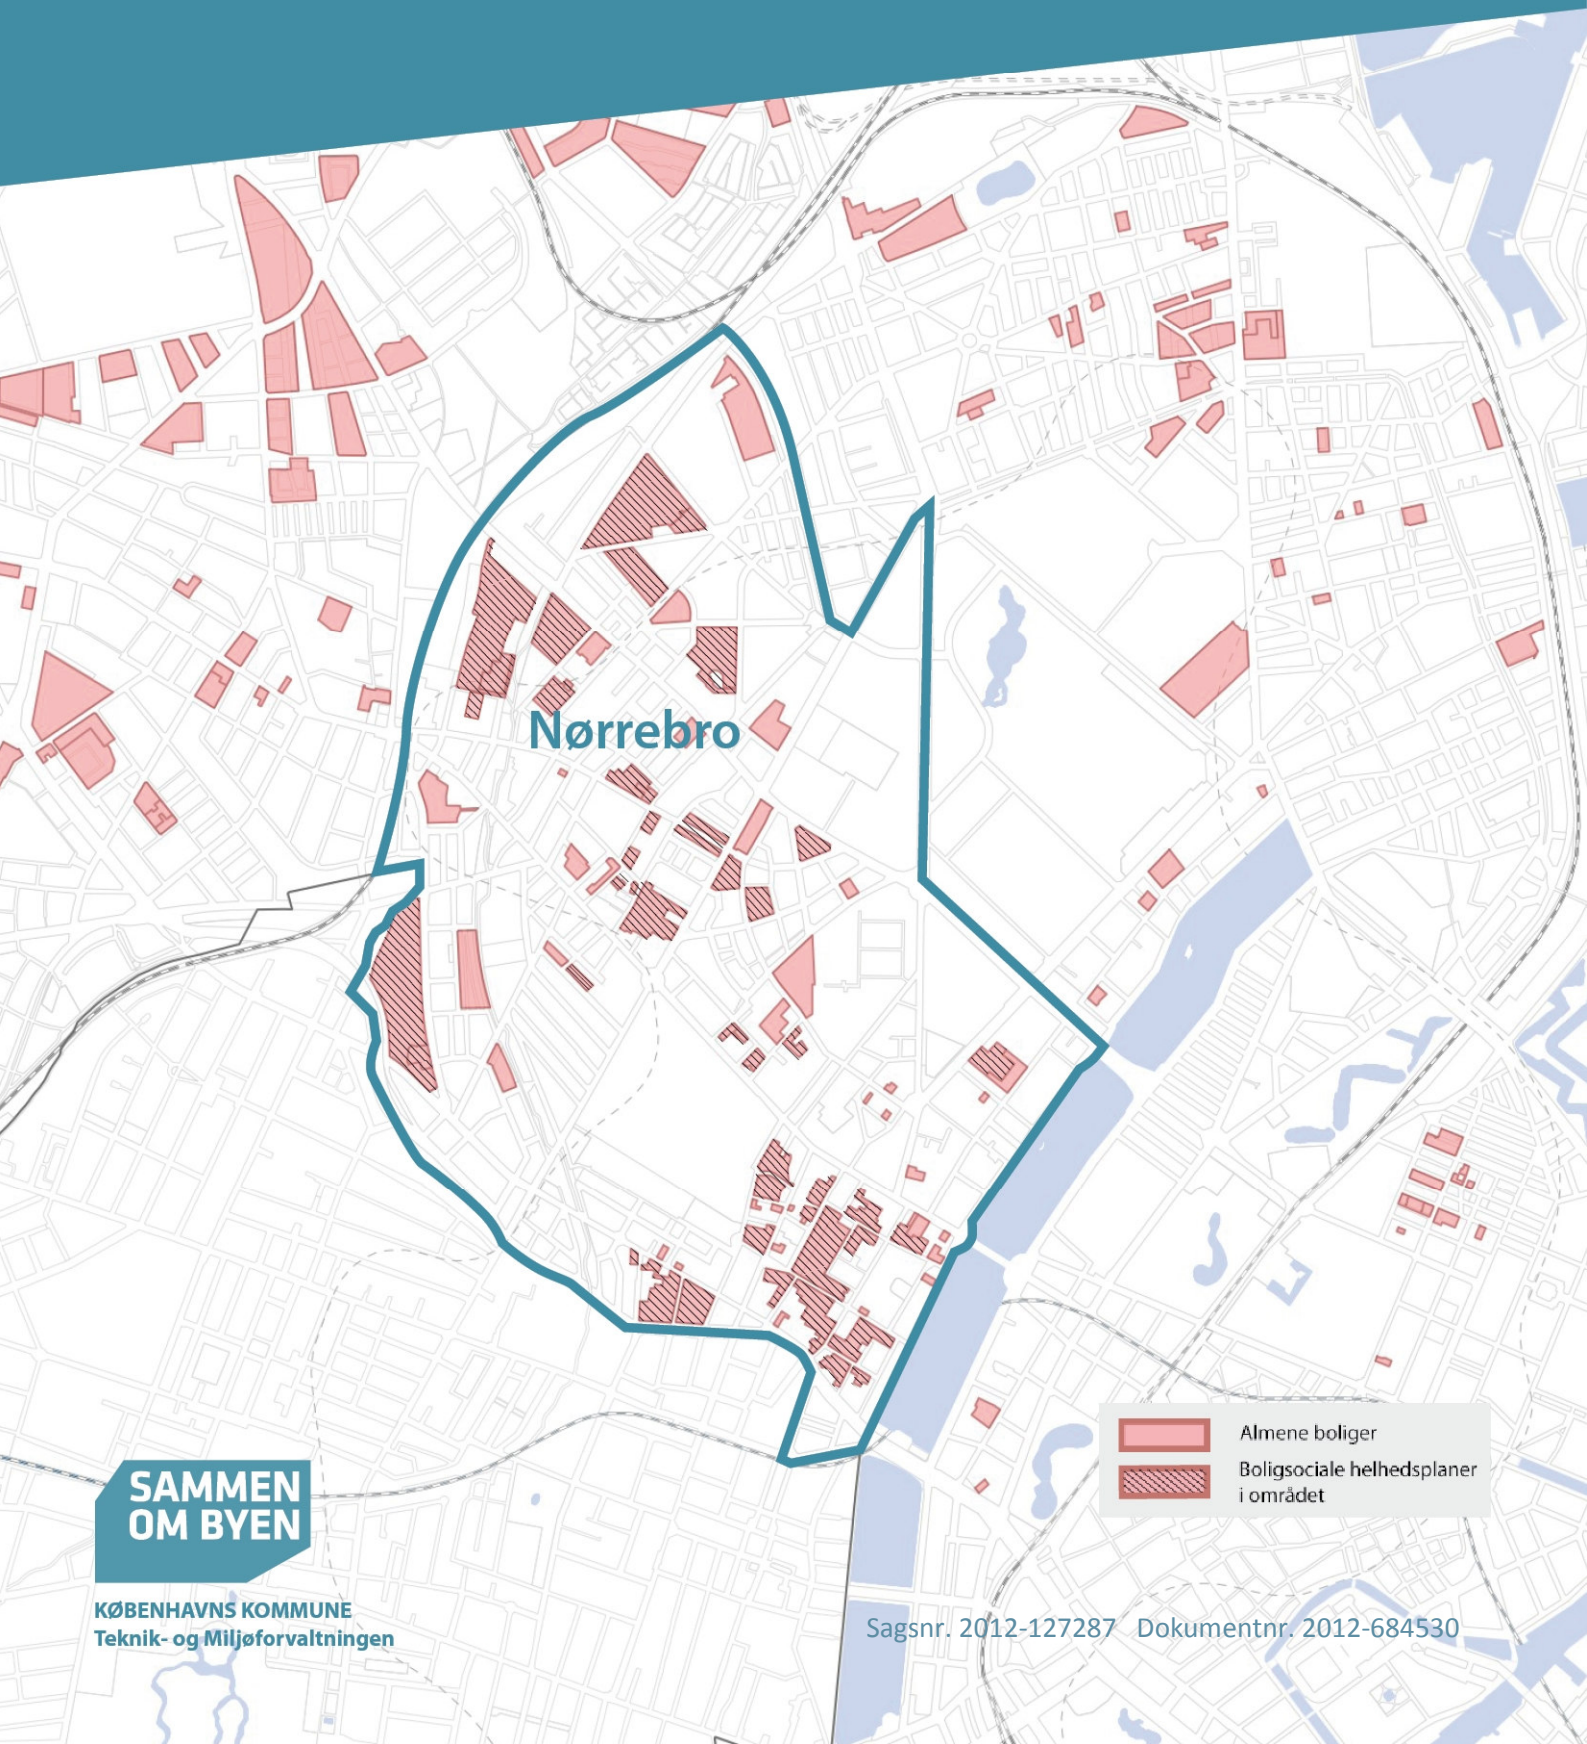 Nørrebro
Almene boliger
Boligsociale helhedsplaner
i området
SAMMEN
OM BYEN
KØBENHAVNS KOMMUNE
Teknik- og Miljøforvaltningen
Sagsnr. 2012-127287 Dokumentnr. 2012-684530